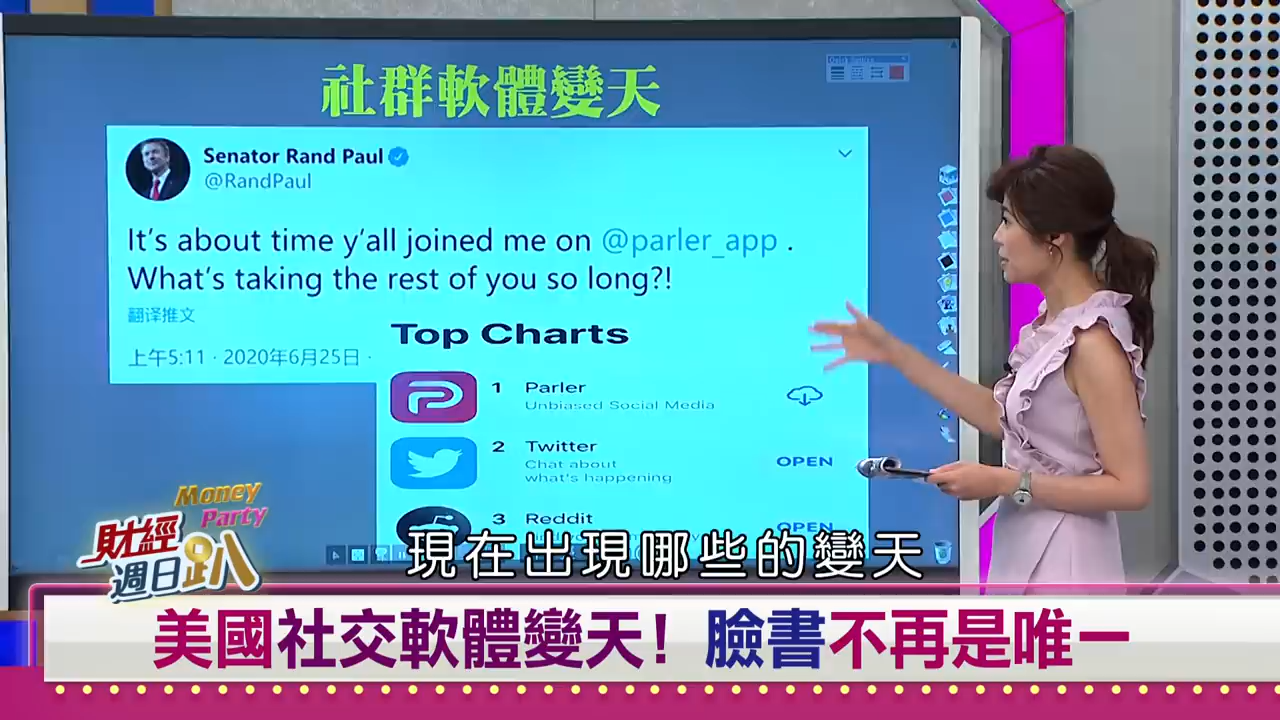 社群軟體變天
Senator Rand Paul
@RandPaul
It's about time y'all joined me on @parler_app .
What's taking the rest of you so long?!
翻译推文
上午5:11 · 2020年6月25日 ·
Top Charts
1 Parler
Unbiased Social Media
2 Twitter
Chat about
what's happening
OPEN
3 Reddit
OPEN
Money
Party
財經
週日趴
現在出現哪些的變天
美國社交軟體變天! 臉書不再是唯一